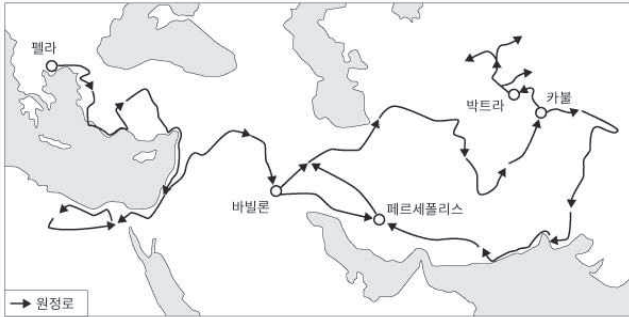 펠라
박트라
카불
바빌론
페르세폴리스
원정로